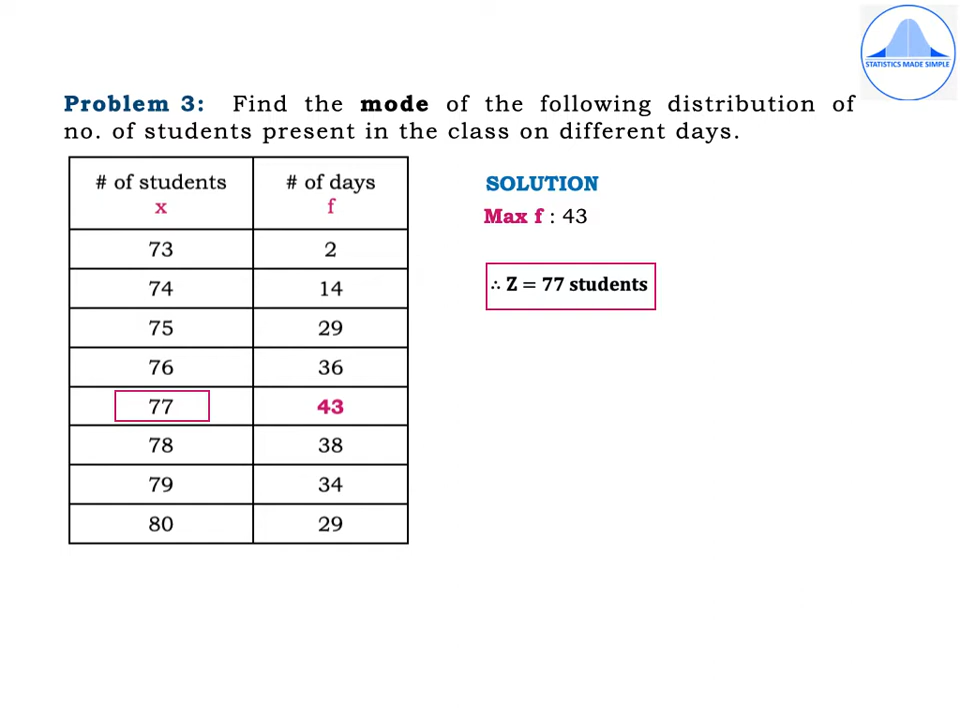 STATISTICS MADE SIMPLE
Problem 3: Find the mode of the following distribution of
no. of students present in the class on different days.
# of students # of days
x f
73 2
74 14
75 29
76 36
77 43
78 38
79 34
80 29
SOLUTION
Max f : 43
∴ Z = 77 students